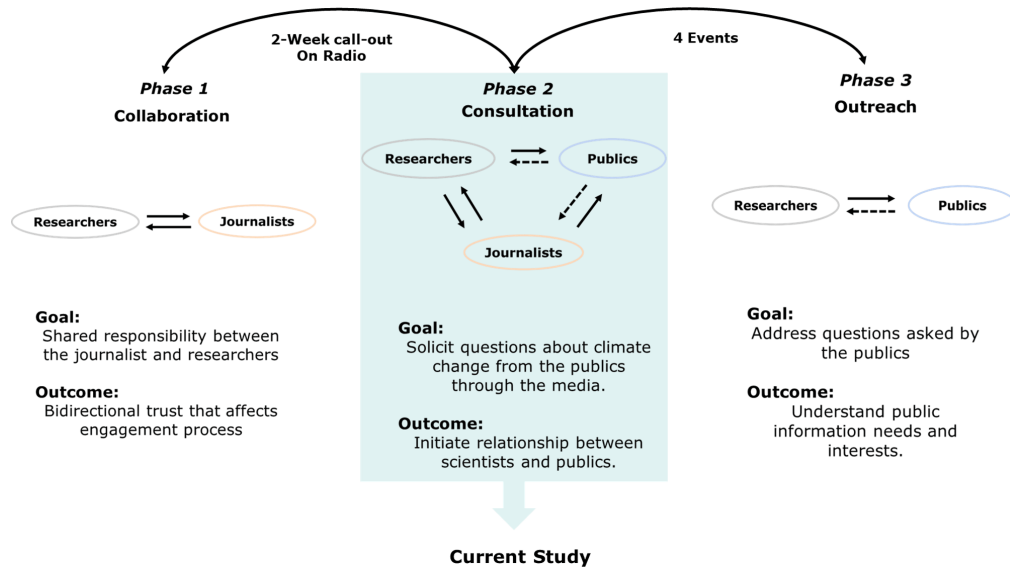 2-Week call-out
On Radio
4 Events
Phase 1
Collaboration
Researchers
Journalists
Goal:
Shared responsibility between
the journalist and researchers
Outcome:
Bidirectional trust that affects
engagement process
Phase 2
Consultation
Researchers
Publics
Journalists
Goal:
Solicit questions about climate
change from the publics
through the media.
Outcome:
Initiate relationship between
scientists and publics.
Phase 3
Outreach
Researchers
Publics
Goal:
Address questions asked by
the publics
Outcome:
Understand public
information needs and
interests.
Current Study